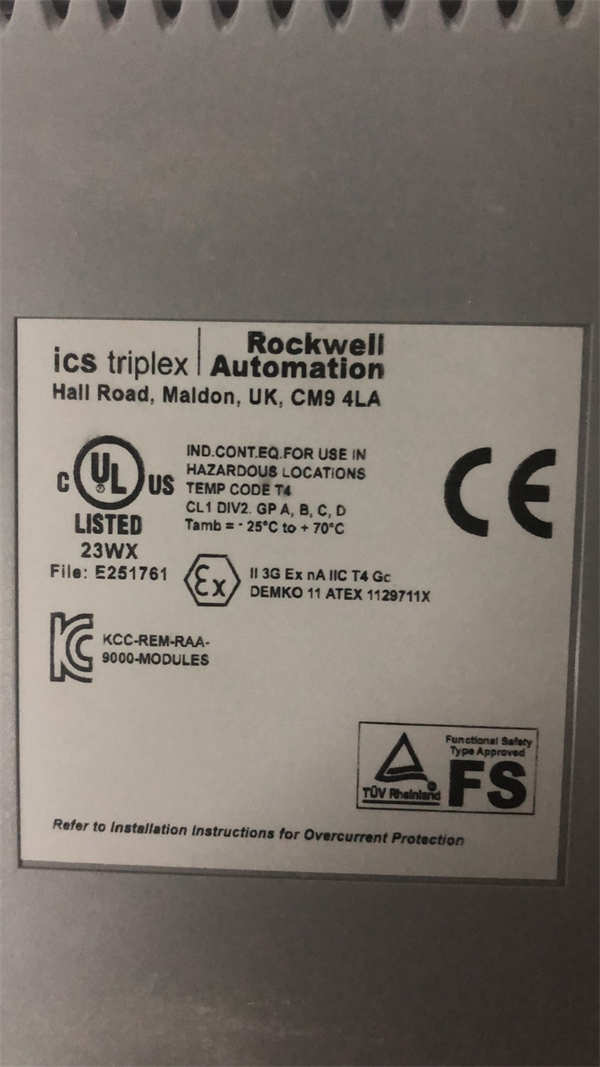 ics triplex
Rockwell
Automation
Hall Road, Maldon, UK, CM9 4LA
C UL US
LISTED
23WX
File: E251761
IND.CONT.EQ.FOR USE IN
HAZARDOUS LOCATIONS
TEMP CODE T4
CL1 DIV2. GP A, B, C, D
Tamb = - 25°C to + 70°C
CE
Ex
II 3G Ex nA IIC T4 Gc
DEMKO 11 ATEX 1129711X
KC
KCC-REM-RAA-
9000-MODULES
TÜV Rheinland ®
Functional Safety
Type Approved
FS
Refer to Installation Instructions for Overcurrent Protection